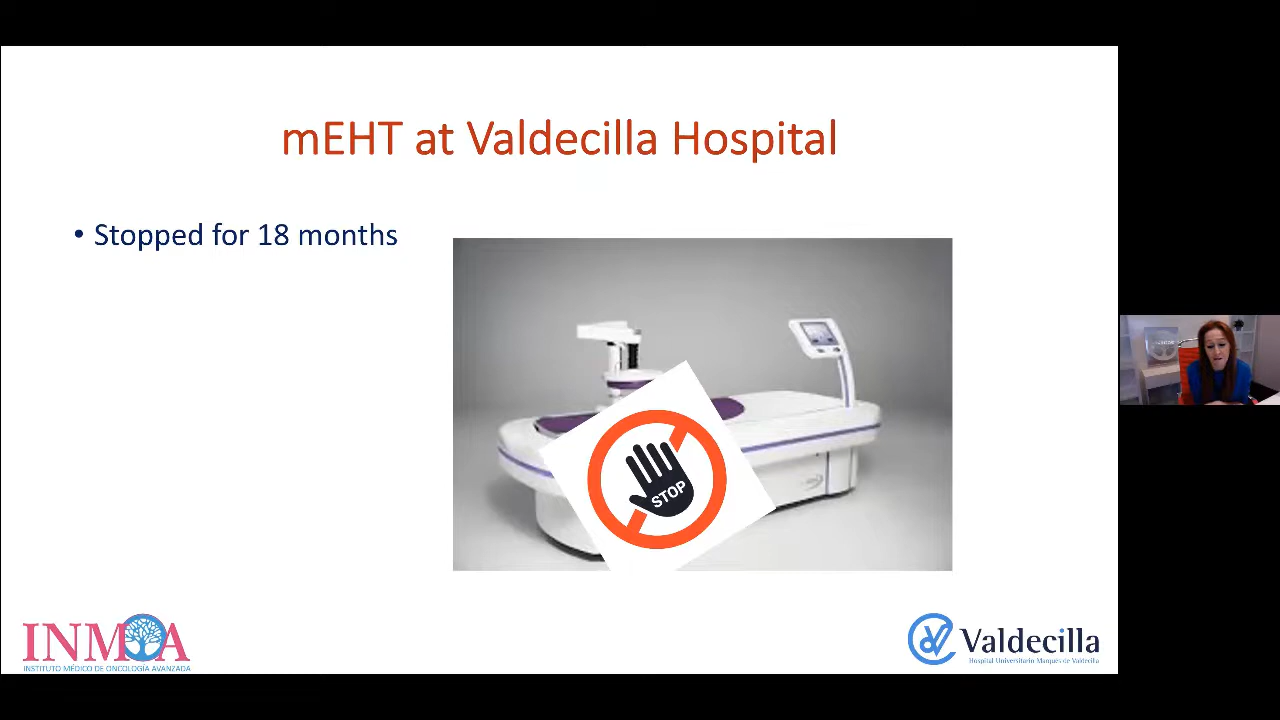 mEHT at Valdecilla Hospital
• Stopped for 18 months
STOP
INMOA
INSTITUTO MÉDICO DE ONCOLOGÍA AVANZADA
Valdecilla
Hospital Universitario Marqués de Valdecilla